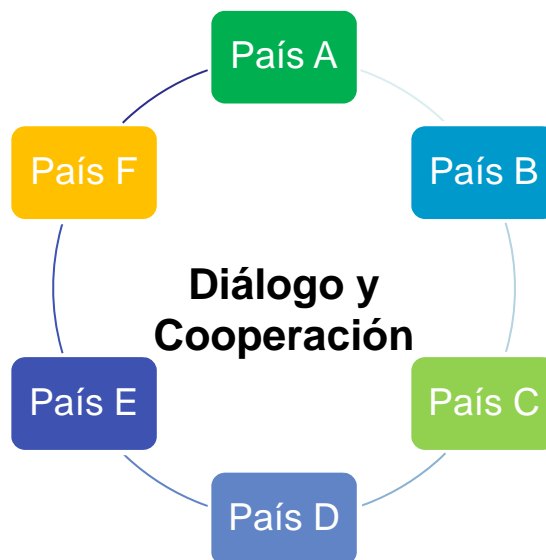 País A
País F
País B
Diálogo y
Cooperación
País E
País C
País D